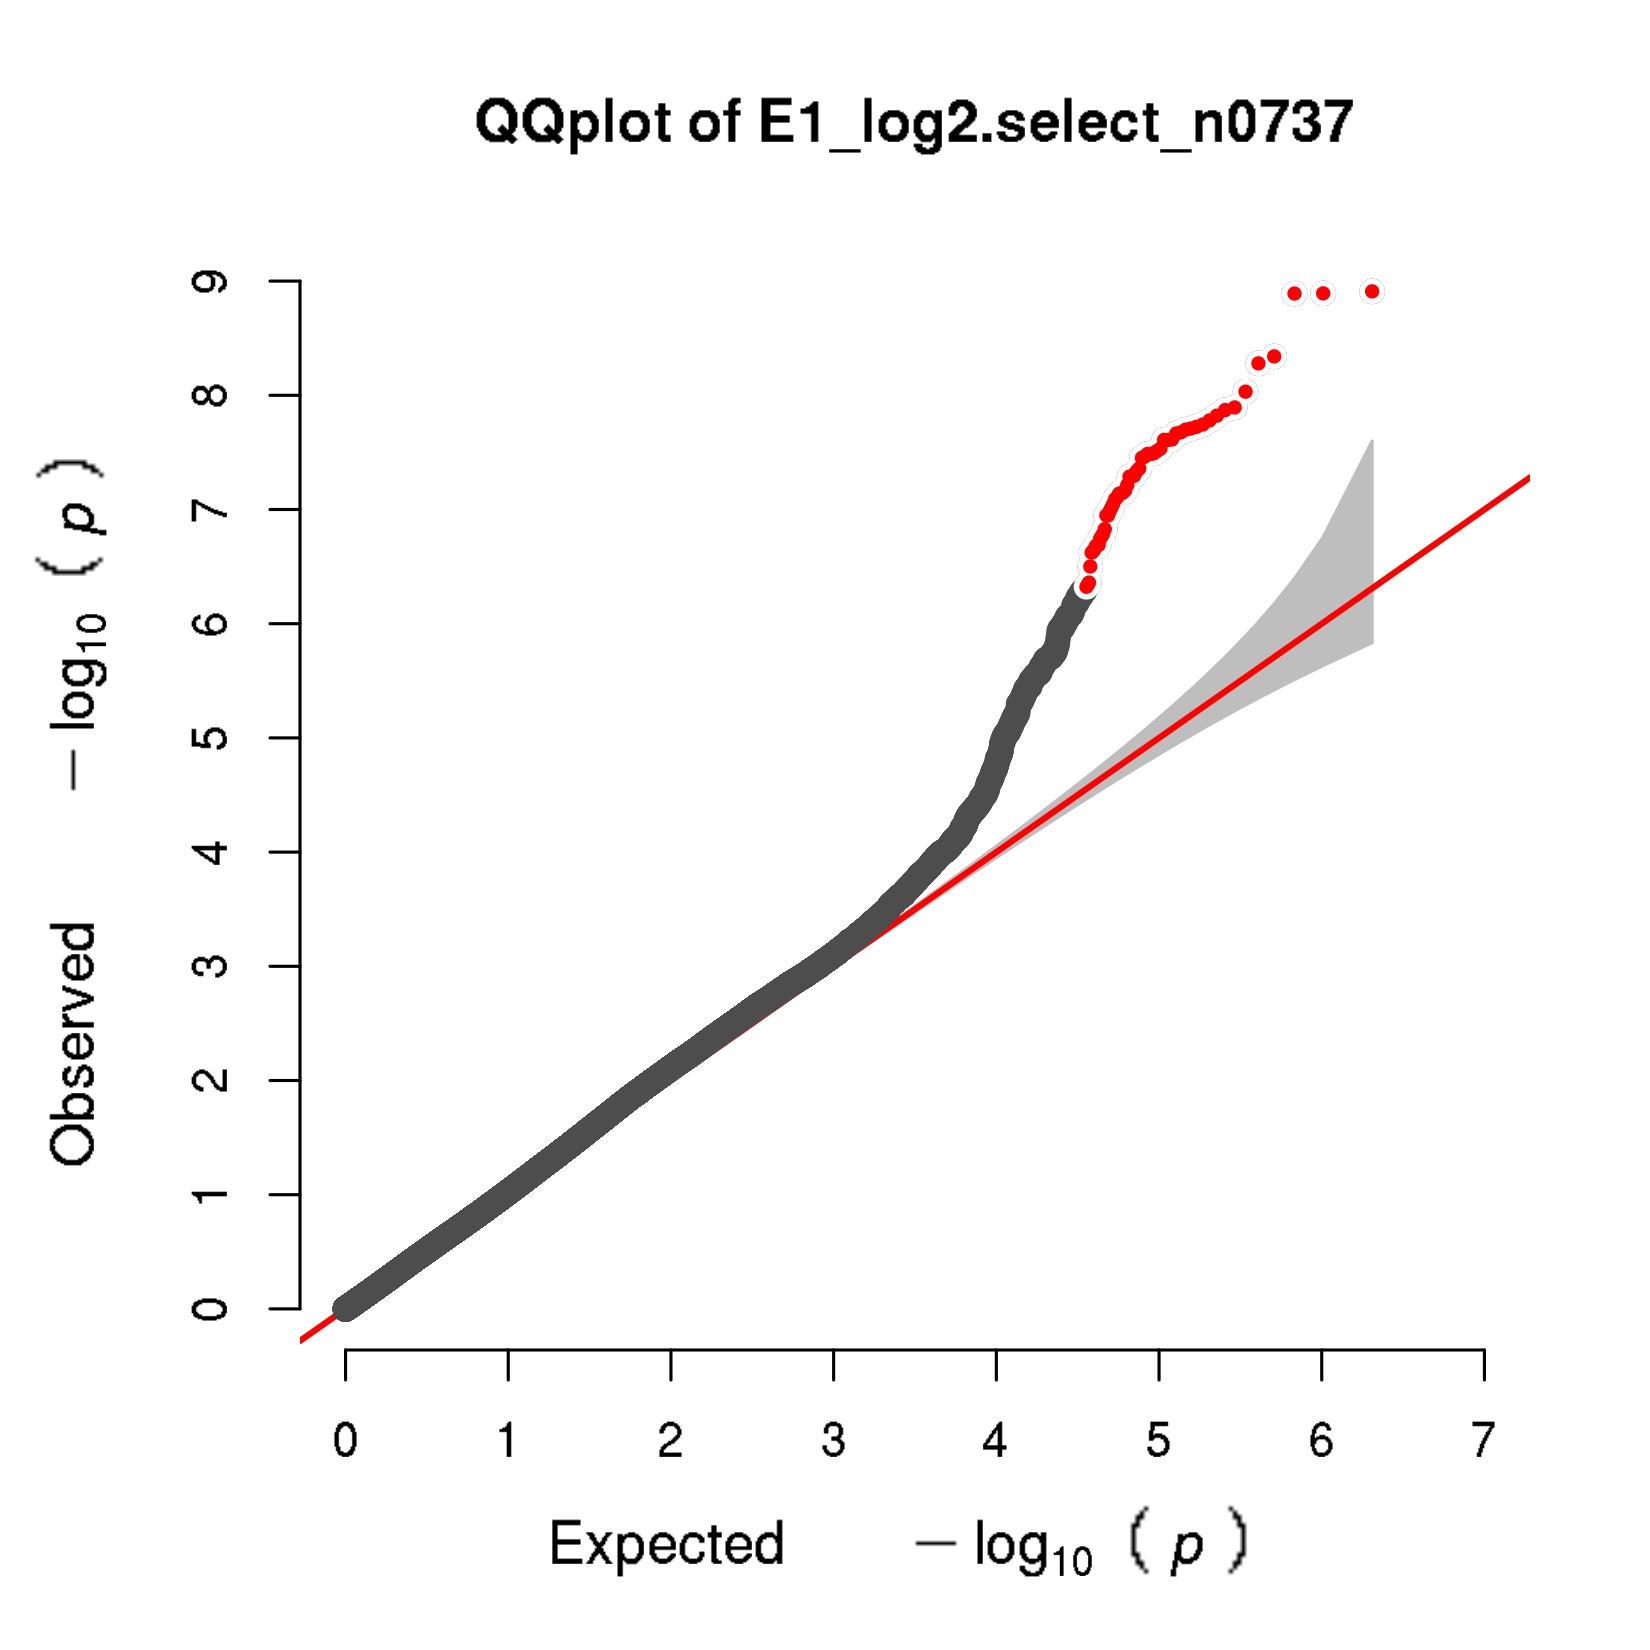 QQplot of E1_log2.select_n0737
Observed −log10 (p)
9
8
7
6
5
4
3
2
1
0
0 1 2 3 4 5 6 7
Expected −log10 (p)